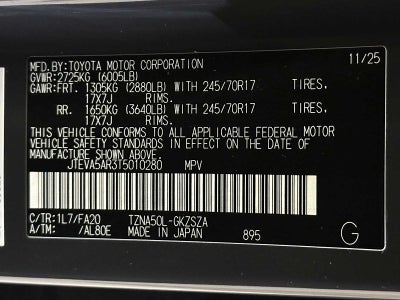 MFD.BY:TOYOTA MOTOR CORPORATION 11/25
GVWR:2725KG (6005LB)
GAWR:FRT. 1305KG (2880LB) WITH 245/70R17 TIRES,
17X7J RIMS.
RR. 1650KG (3640LB) WITH 245/70R17 TIRES,
17X7J RIMS.
THIS VEHICLE CONFORMS TO ALL APPLICABLE FEDERAL MOTOR
VEHICLE SAFETY STANDARDS IN EFFECT ON THE DATE OF
MANUFACTURE SHOWN ABOVE.
JTEVA5AR3T5010280 MPV
C/TR:1L7/FA20 TZNA50L-GKZSZA
A/TM: /AL80E MADE IN JAPAN 895 G